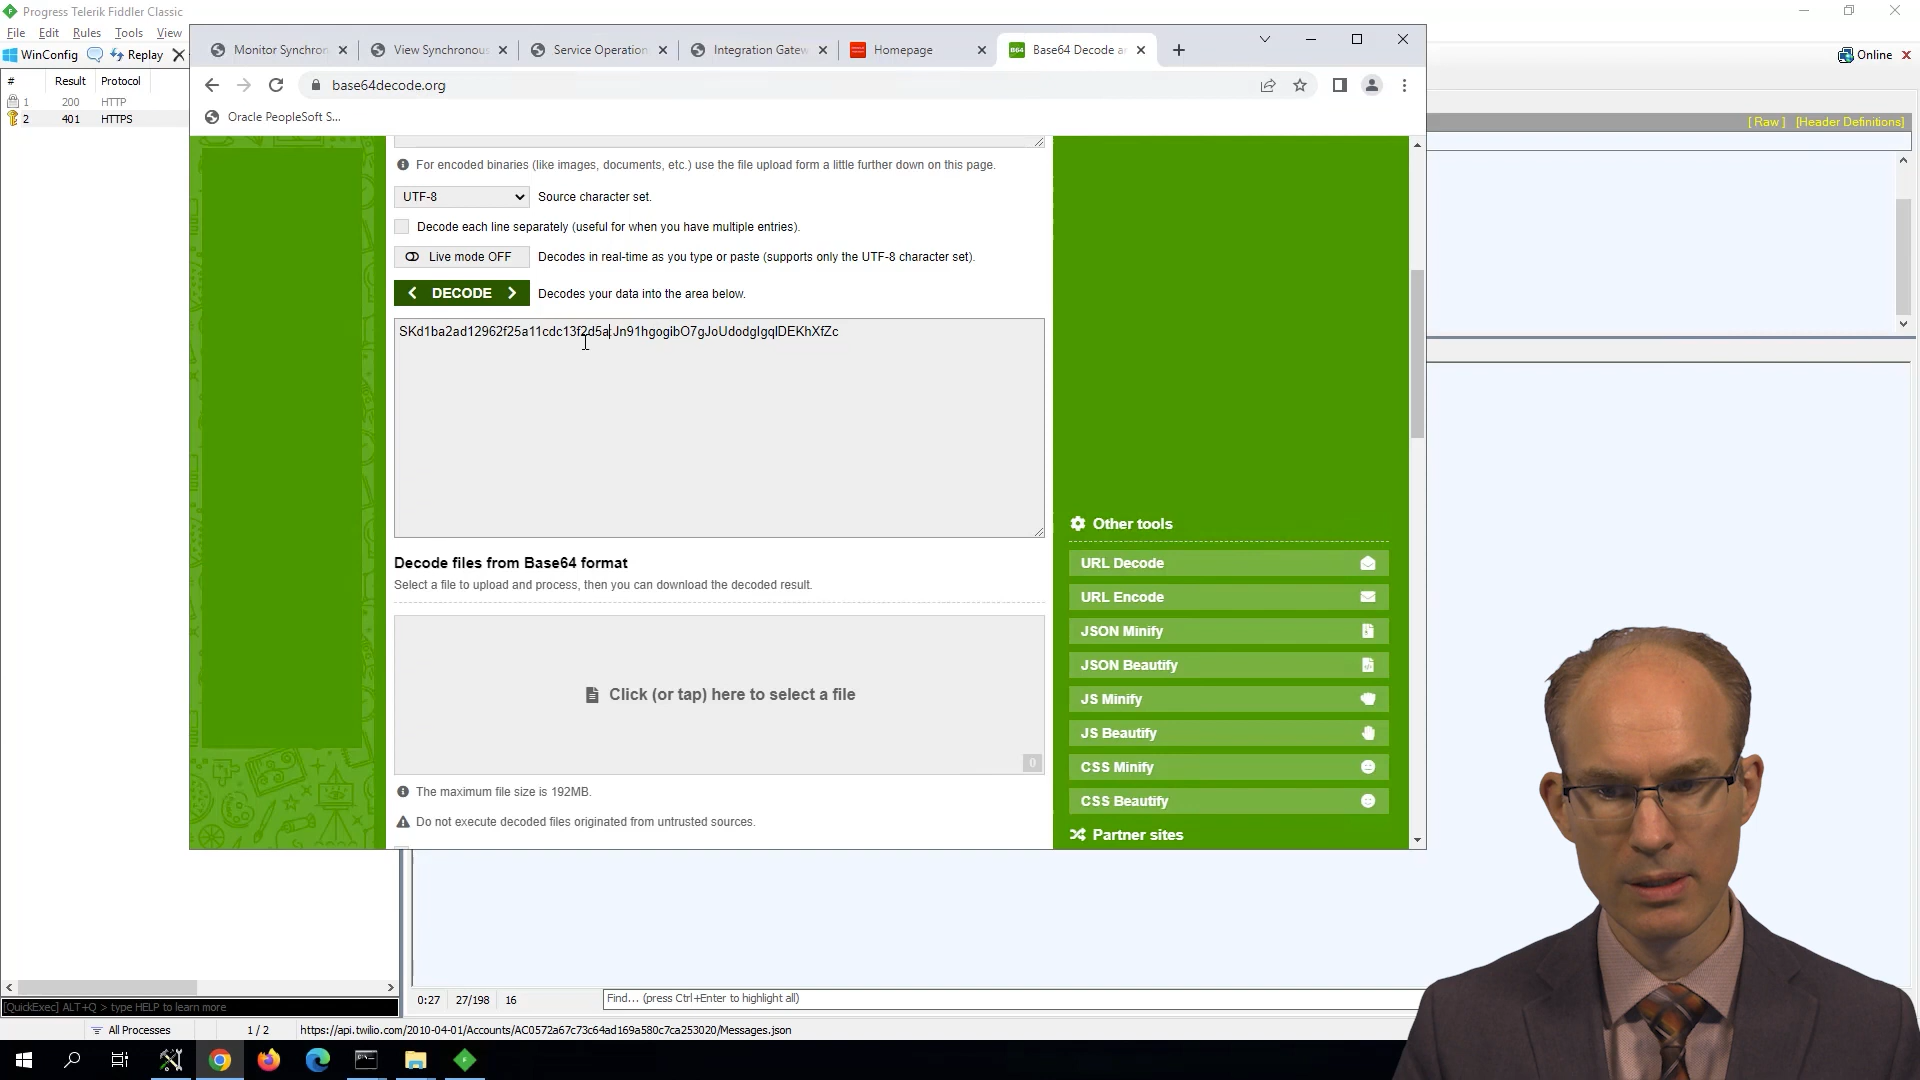 Progress Telerik Fiddler Classic
File Edit Rules Tools View
WinConfig Replay Online
# Result Protocol
1 200 HTTP
2 401 HTTPS
Monitor Synchron
View Synchronous
Service Operation
Integration Gatew
Homepage
B64 Base64 Decode a
base64decode.org
Oracle PeopleSoft S...
[ Raw ] [Header Definitions]
For encoded binaries (like images, documents, etc.) use the file upload form a little further down on this page.
UTF-8 Source character set.
Decode each line separately (useful for when you have multiple entries).
Live mode OFF Decodes in real-time as you type or paste (supports only the UTF-8 character set).
DECODE Decodes your data into the area below.
Decode files from Base64 format
Select a file to upload and process, then you can download the decoded result.
Click (or tap) here to select a file
0
The maximum file size is 192MB.
Do not execute decoded files originated from untrusted sources.
Other tools
URL Decode
URL Encode
JSON Minify
JSON Beautify
JS Minify
JS Beautify
CSS Minify
CSS Beautify
Partner sites
0:27 27/198 16 Find... (press Ctrl+Enter to highlight all)
[QuickExec] ALT+Q > type HELP to learn more
All Processes 1 / 2 https://api.twilio.com/2010-04-01/Accounts/AC0572a67c73c64ad169a580c7ca253020/Messages.json